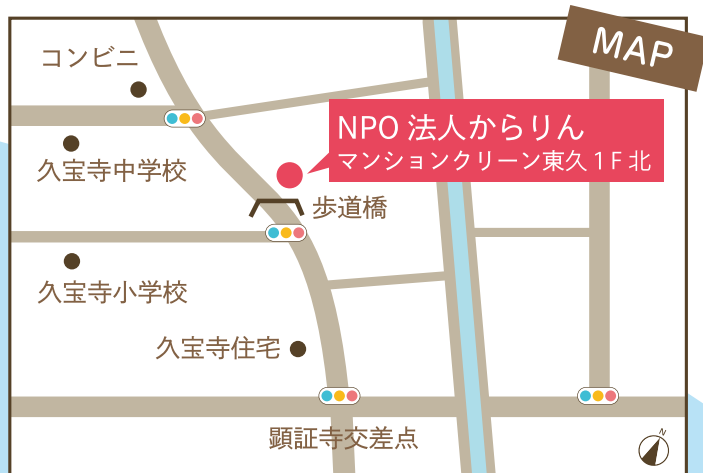 MAP
コンビニ
NPO 法人からりん
マンションクリーン東久 1 F 北
久宝寺中学校
歩道橋
久宝寺小学校
久宝寺住宅
顕証寺交差点
N